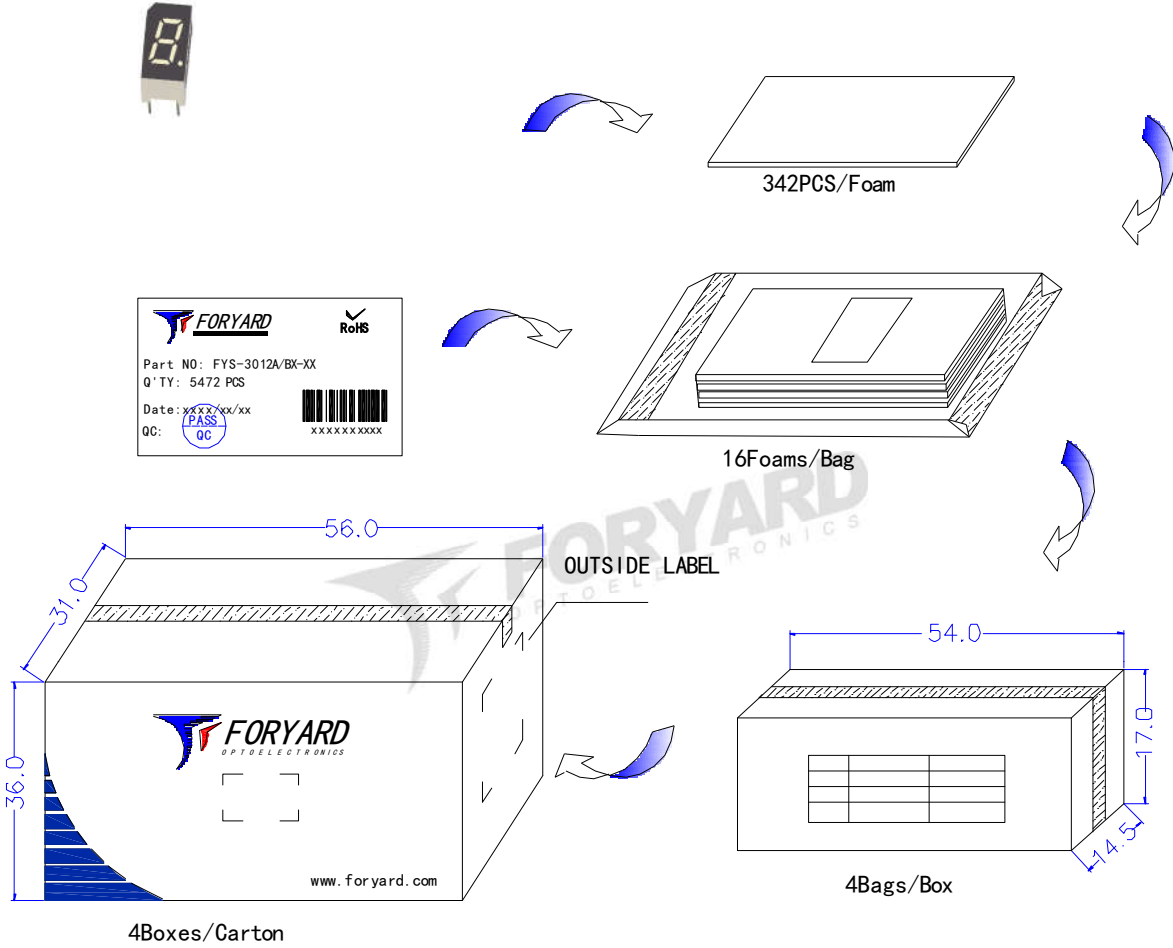 342PCS/Foam
FORYARD
RoHS
Part NO: FYS-3012A/BX-XX
Q'TY: 5472 PCS
Date:xxxx/xx/xx
QC:
PASS
QC
xxxxxxxxxx
16Foams/Bag
FORYARD
OPTOELECTRONICS
OUTSIDE LABEL
56.0
31.0
36.0
FORYARD
OPTOELECTRONICS
www.foryard.com
4Boxes/Carton
54.0
17.0
14.5
4Bags/Box